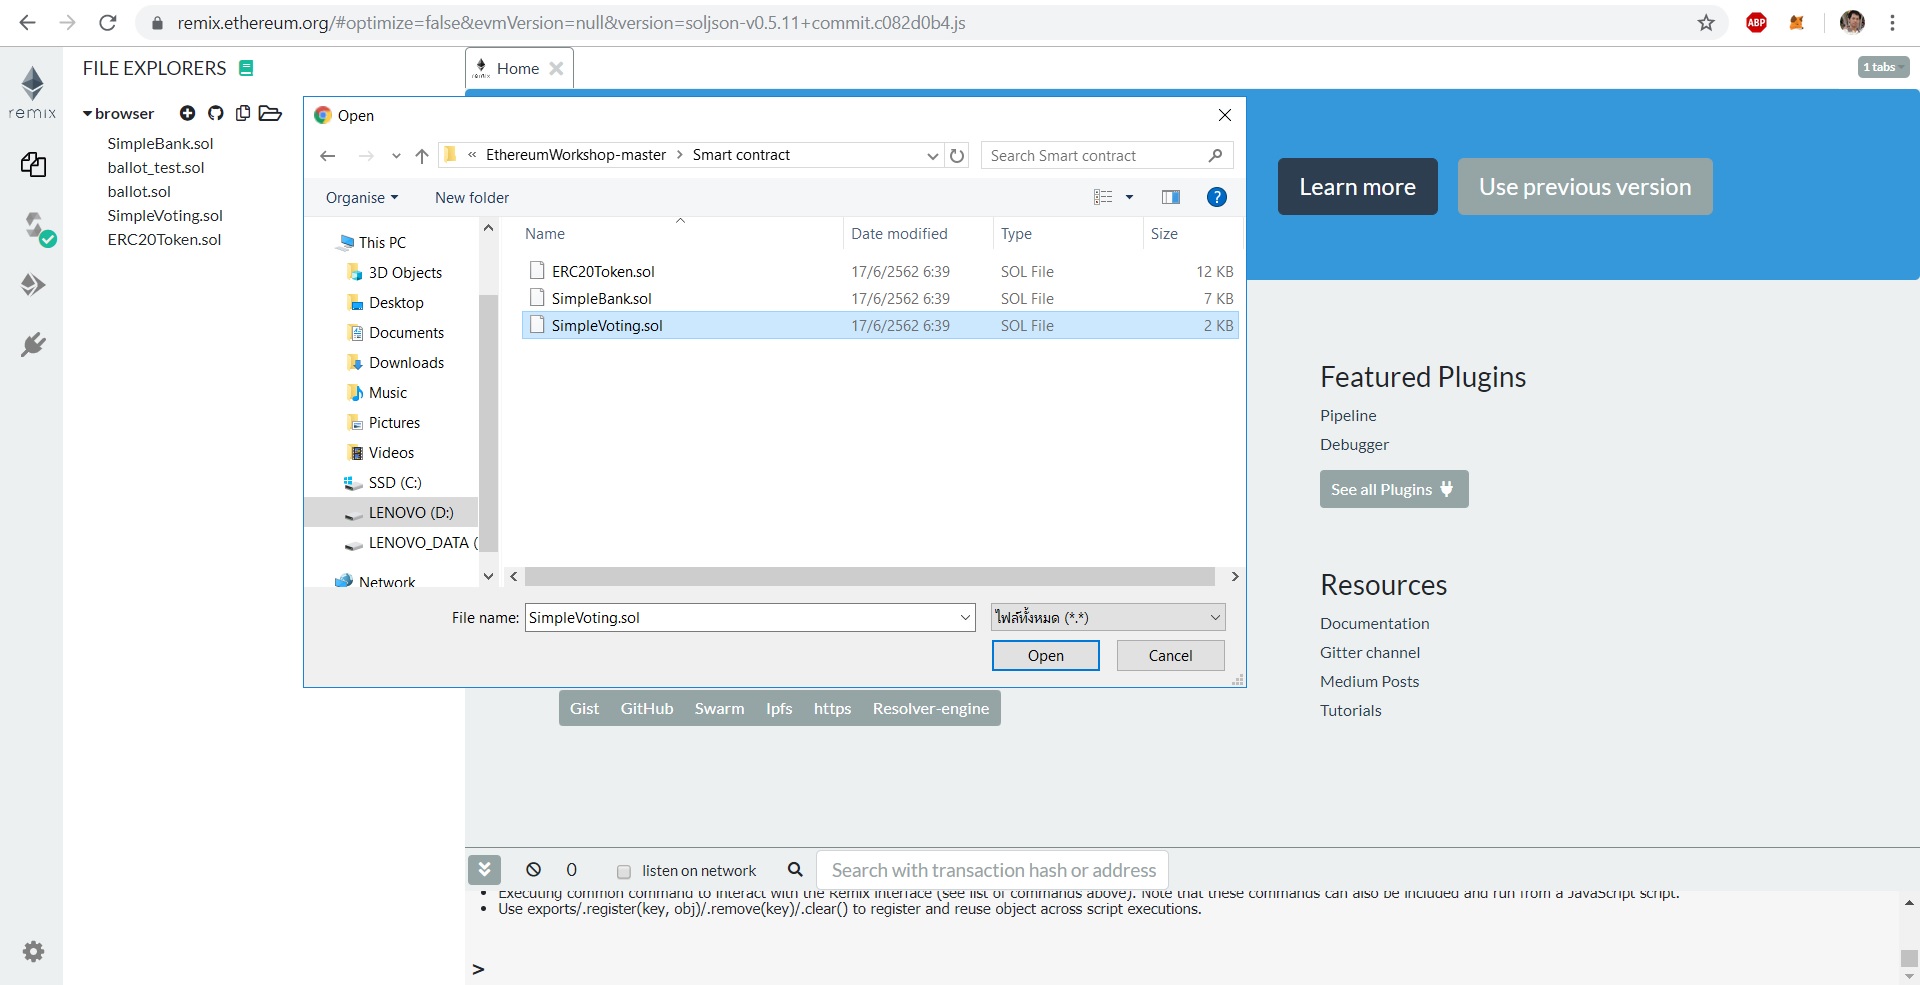 remix.ethereum.org/#optimize=false&evmVersion=null&version=soljson-v0.5.11+commit.c082d0b4.js
ABP
remix
FILE EXPLORERS
browser
SimpleBank.sol
ballot_test.sol
ballot.sol
SimpleVoting.sol
ERC20Token.sol
remix
Home
1 tabs
Learn more
Use previous version
Open
« EthereumWorkshop-master > Smart contract
Search Smart contract
Organise
New folder
?
This PC
3D Objects
Desktop
Documents
Downloads
Music
Pictures
Videos
SSD (C:)
LENOVO (D:)
LENOVO_DATA (
Network
Name Date modified Type Size
ERC20Token.sol 17/6/2562 6:39 SOL File 12 KB
SimpleBank.sol 17/6/2562 6:39 SOL File 7 KB
SimpleVoting.sol 17/6/2562 6:39 SOL File 2 KB
File name: SimpleVoting.sol
ไฟล์ทั้งหมด (*.*)
Open
Cancel
Gist GitHub Swarm Ipfs https Resolver-engine
Featured Plugins
Pipeline
Debugger
See all Plugins
Resources
Documentation
Gitter channel
Medium Posts
Tutorials
0
listen on network
Search with transaction hash or address
• Executing common command to interact with the Remix interface (see list of commands above). Note that these commands can also be included and run from a JavaScript script.
• Use exports/.register(key, obj)/.remove(key)/.clear() to register and reuse object across script executions.
>